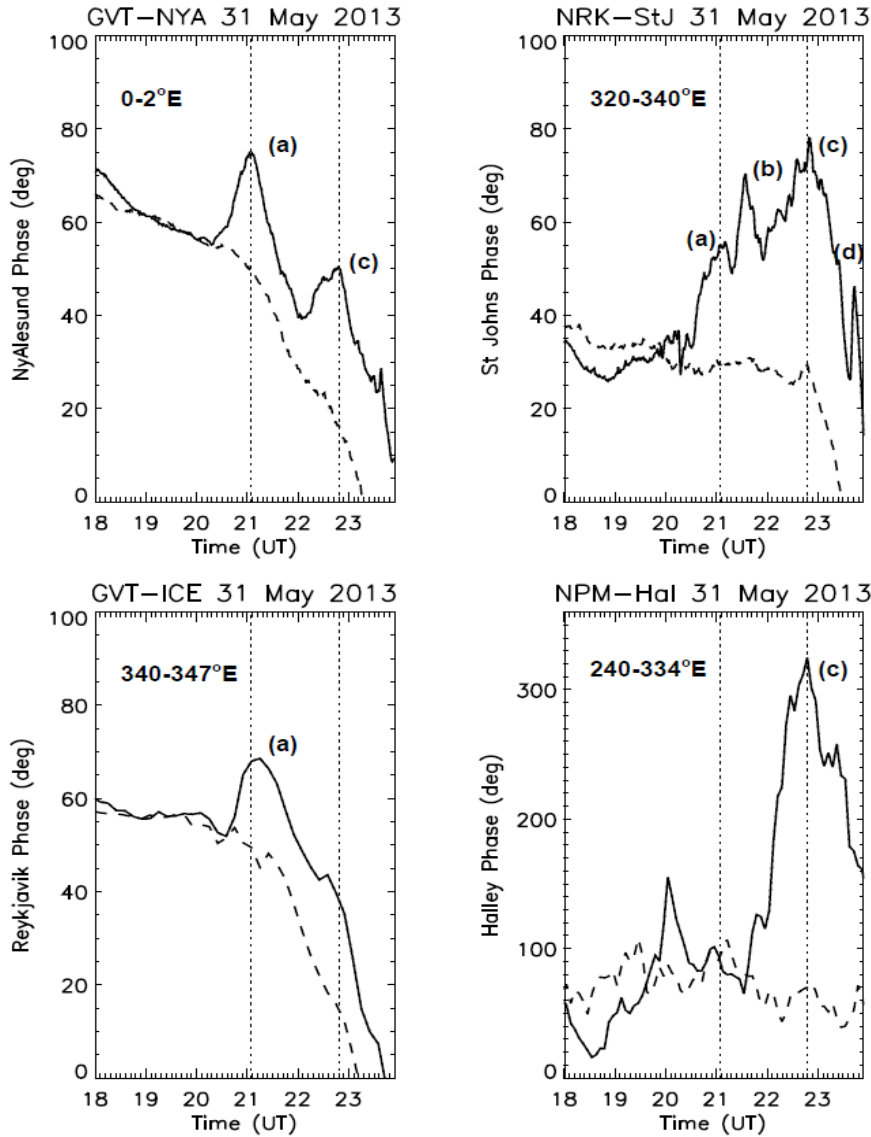 GVT-NYA 31 May 2013
100
80
60
40
20
0
NyAlesund Phase (deg)
0-2°E
(a)
(c)
18 19 20 21 22 23
Time (UT)
NRK-StJ 31 May 2013
100
80
60
40
20
0
St Johns Phase (deg)
320-340°E
(a)
(b)
(c)
(d)
18 19 20 21 22 23
Time (UT)
GVT-ICE 31 May 2013
100
80
60
40
20
0
Reykjavik Phase (deg)
340-347°E
(a)
18 19 20 21 22 23
Time (UT)
NPM-Hal 31 May 2013
300
200
100
0
Halley Phase (deg)
240-334°E
(c)
18 19 20 21 22 23
Time (UT)